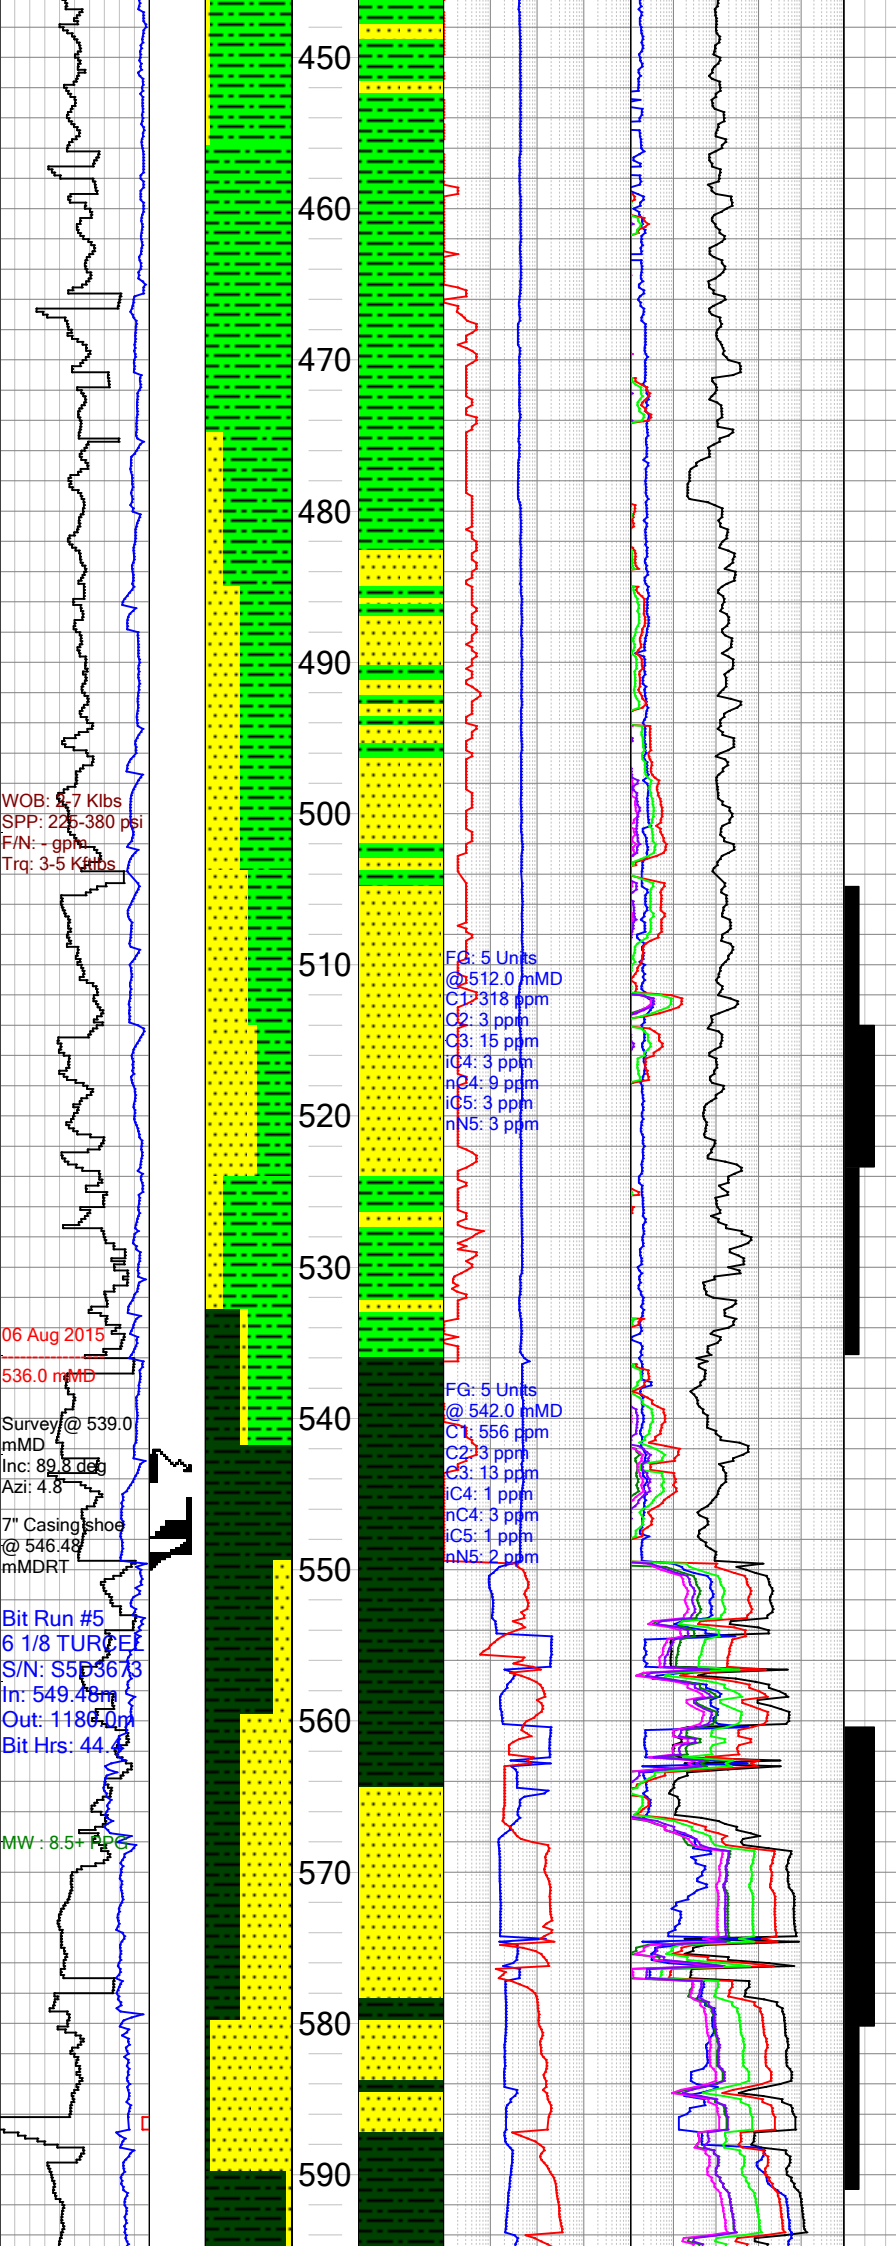 450
460
470
480
490
WOB: 2-7 Klbs
SPP: 225-380 psi
F/N: - gpm
Trq: 3-5 Kftlbs
500
510
FG: 5 Units
@ 512.0 mMD
C1: 318 ppm
C2: 3 ppm
C3: 15 ppm
iC4: 3 ppm
nC4: 9 ppm
iC5: 3 ppm
nN5: 3 ppm
520
530
06 Aug 2015
536.0 mMD
540
FG: 5 Units
@ 542.0 mMD
C1: 556 ppm
C2: 3 ppm
C3: 13 ppm
iC4: 1 ppm
nC4: 3 ppm
iC5: 1 ppm
nN5: 2 ppm
Survey @ 539.0
mMD
Inc: 89.8 deg
Azi: 4.8
7" Casing shoe
@ 546.48
mMDRT
550
Bit Run #5
6 1/8 TURCEL
S/N: S5D3673
In: 549.48m
Out: 1180.0m
Bit Hrs: 44.4
560
MW : 8.5+ PPG
570
580
590